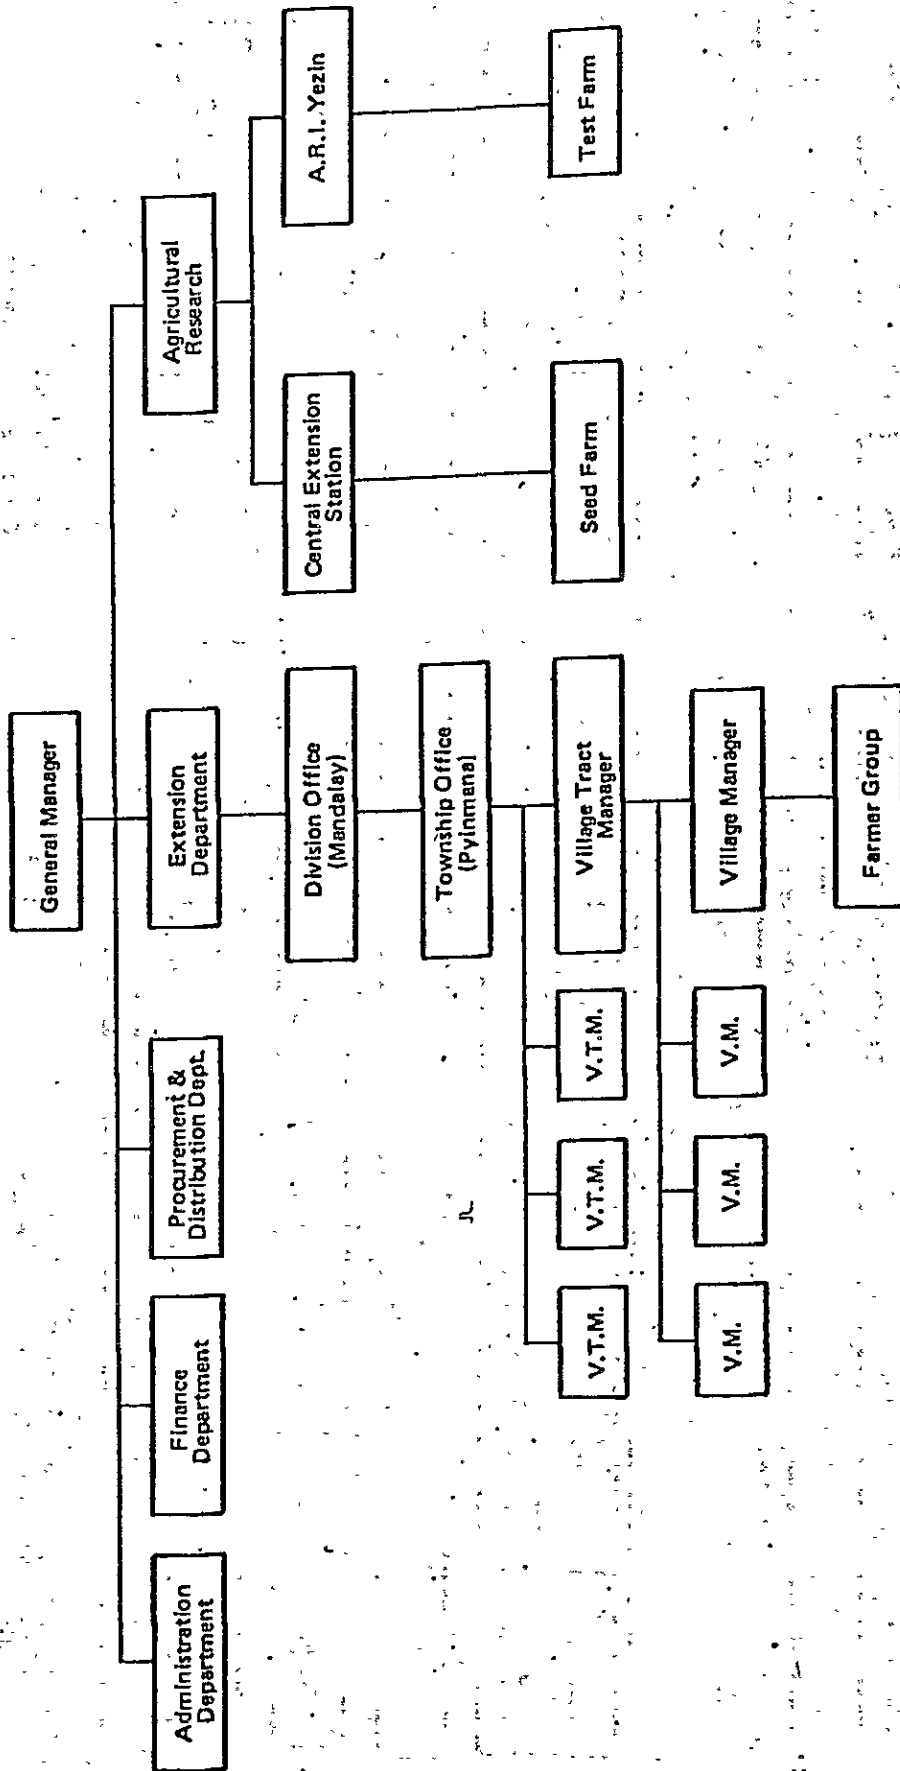 General Manager
Administration
Department
Finance
Department
Procurement &
Distribution Dept.
Extension
Department
Agricultural
Research
Division Office
(Mandalay)
Central Extension
Station
A.R.I. Yezin
Township Office
(Pyinmana)
V.T.M.
V.T.M.
V.T.M.
Village Tract
Manager
Seed Farm
Test Farm
V.M.
V.M.
V.M.
Village Manager
Farmer Group